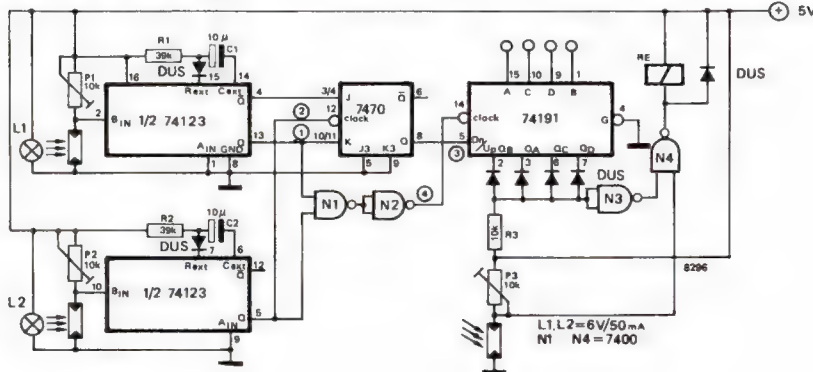 5V
R1
39k
10µ
C1
DUS
P1
10k
16
15
14
Rext
Cext
Q̅
4
2
BIN
1/2 74123
L1
13
Q
AIN
GND
1
8
3/4
J
Q̅
6
7470
②
12
clock
①
10/11
K
Q
8
J3
K3
5
9
A
C
D
B
15
10
9
1
74191
14
clock
G
4
5
Dn/Up
③
QB
QA
QC
QD
2
3
6
7
RE
DUS
N4
N1
N2
④
DUS
N3
10k
R3
R2
39k
10µ
C2
DUS
7
6
P2
10k
Rext
Cext
Q̅
12
10
BIN
1/2 74123
L2
Q
5
AIN
9
P3
10k
8296
L1,L2=6V/50mA
N1 N4=7400